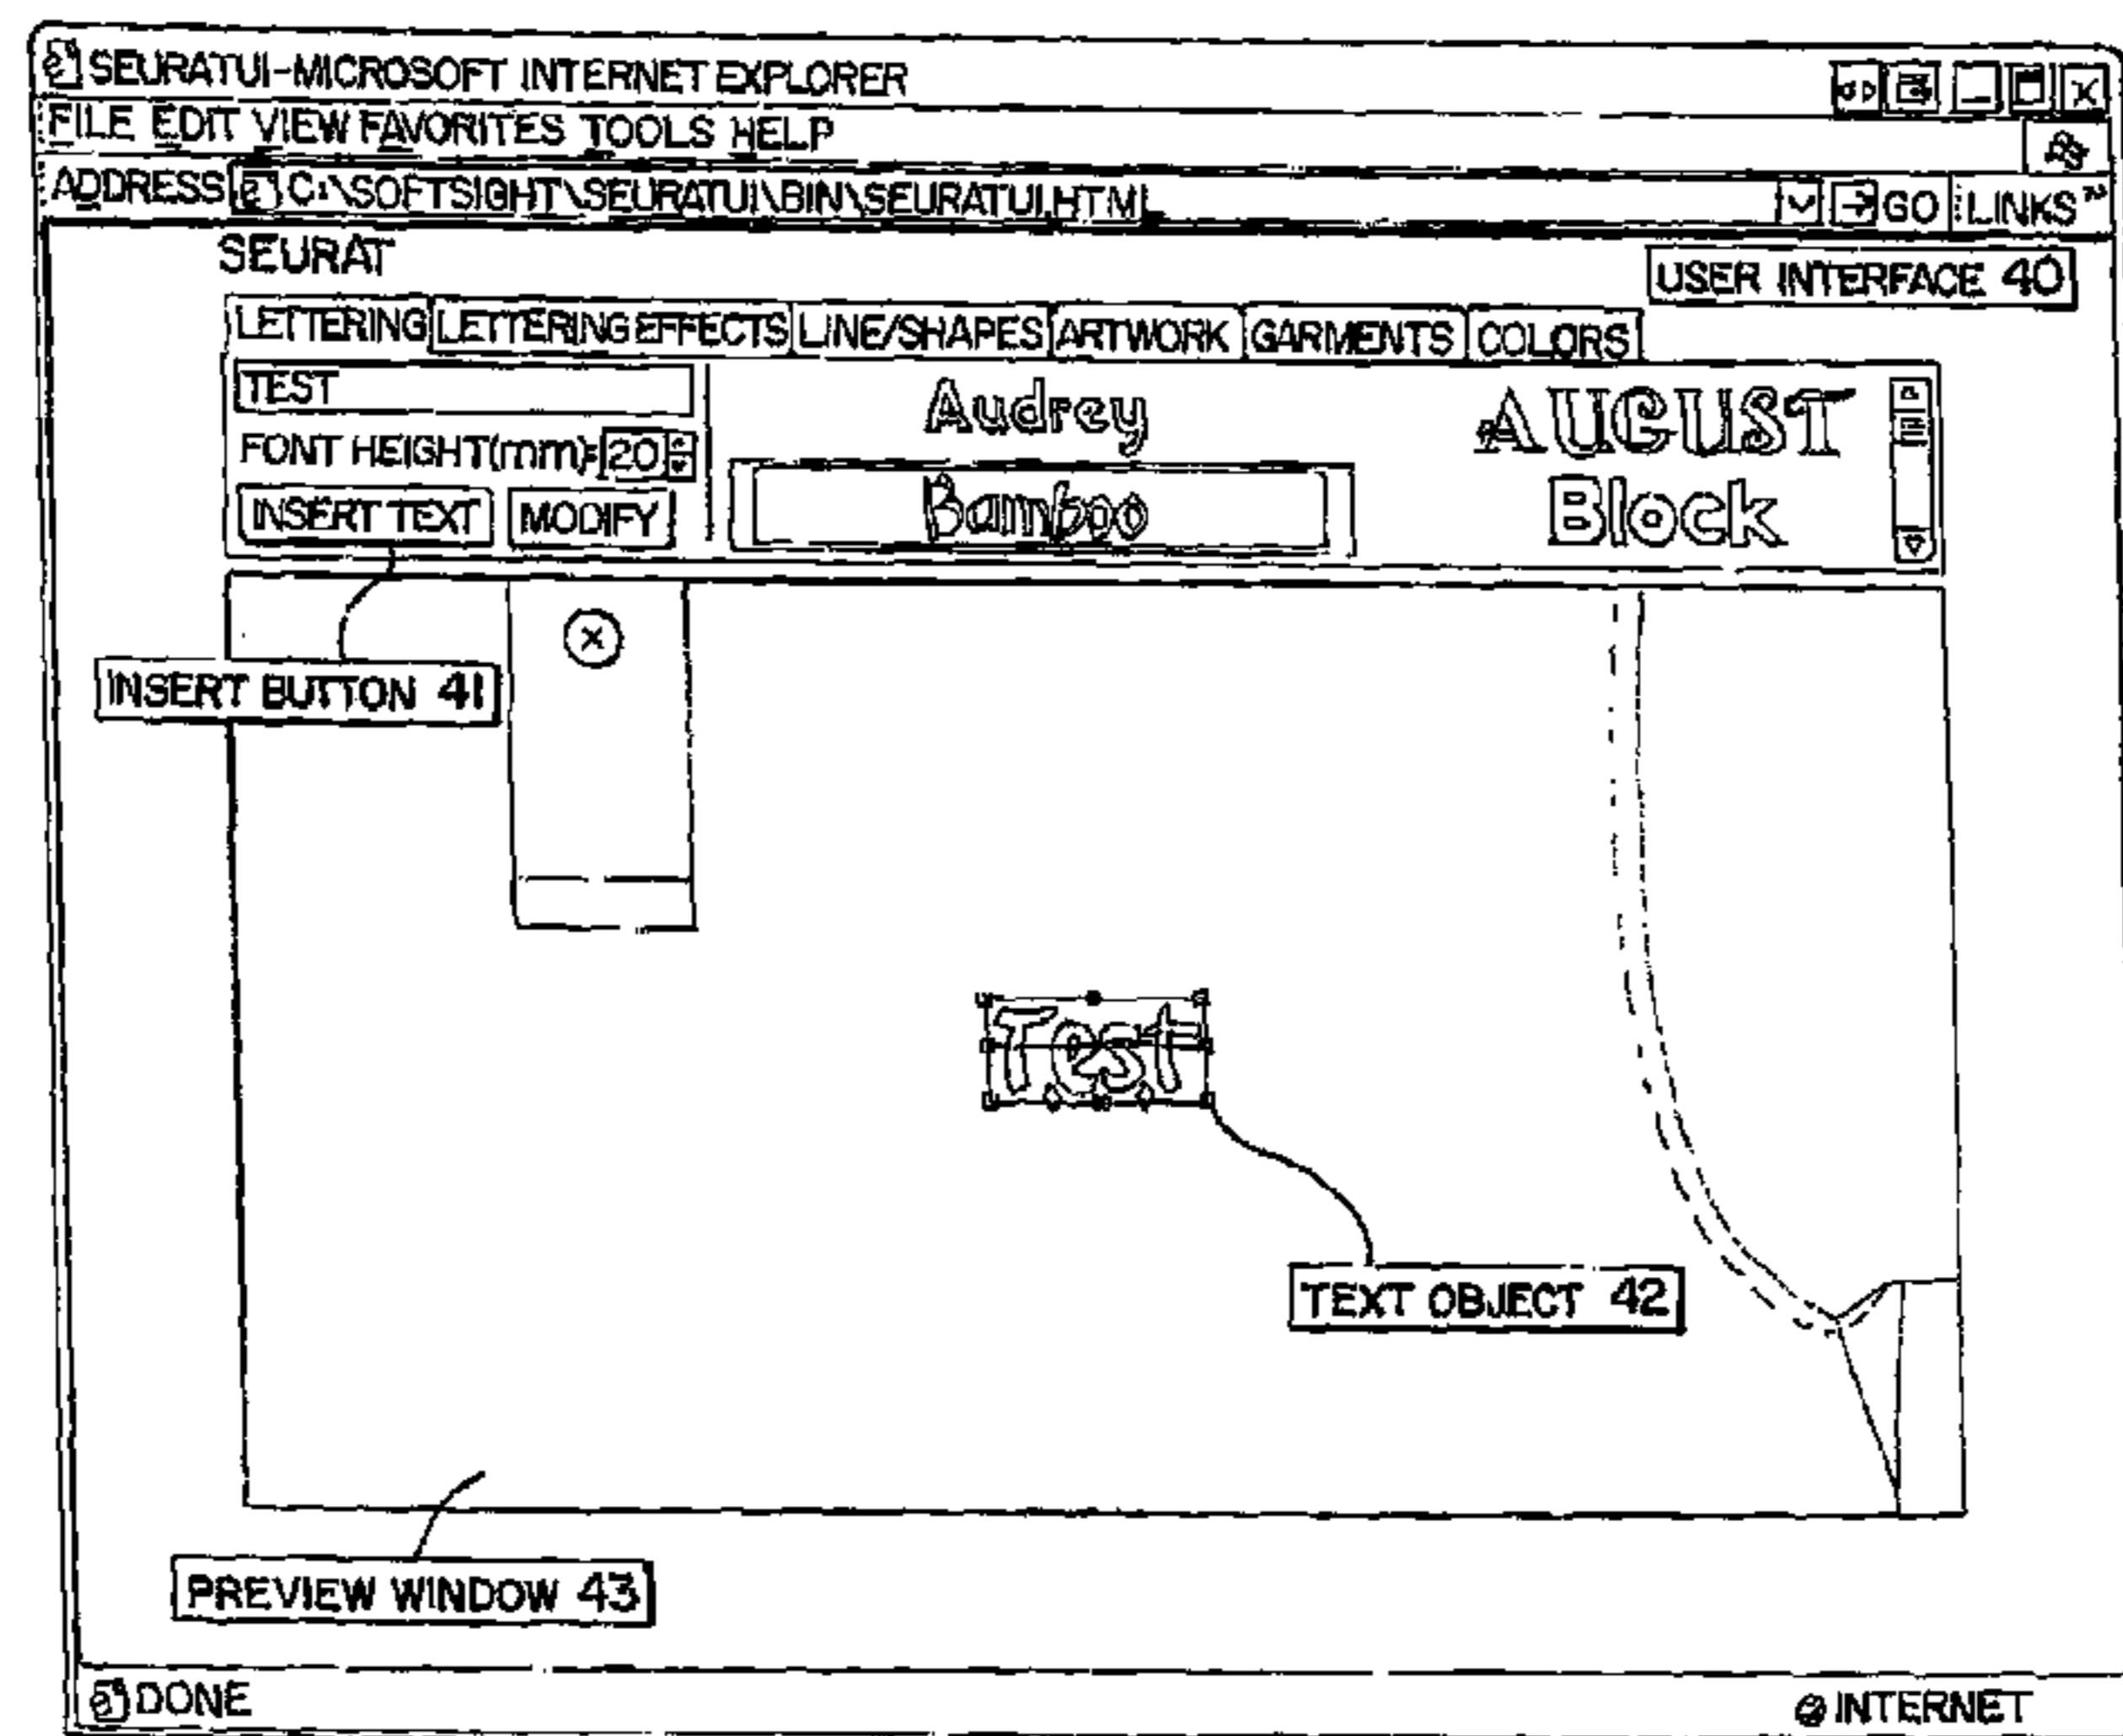 SEURATUI-MICROSOFT INTERNET EXPLORER
FILE EDIT VIEW FAVORITES TOOLS HELP
ADDRESS C:\SOFTSIGHT\SEURATUI\BIN\SEURATUI.HTML GO LINKS »
SEURAT
USER INTERFACE 40
LETTERING LETTERING EFFECTS LINE/SHAPES ARTWORK GARMENTS COLORS
TEST
Audrey AUGUST
FONT HEIGHT(mm): 20
INSERT TEXT MODIFY Bamboo Block
INSERT BUTTON 41
Test
TEXT OBJECT 42
PREVIEW WINDOW 43
DONE INTERNET